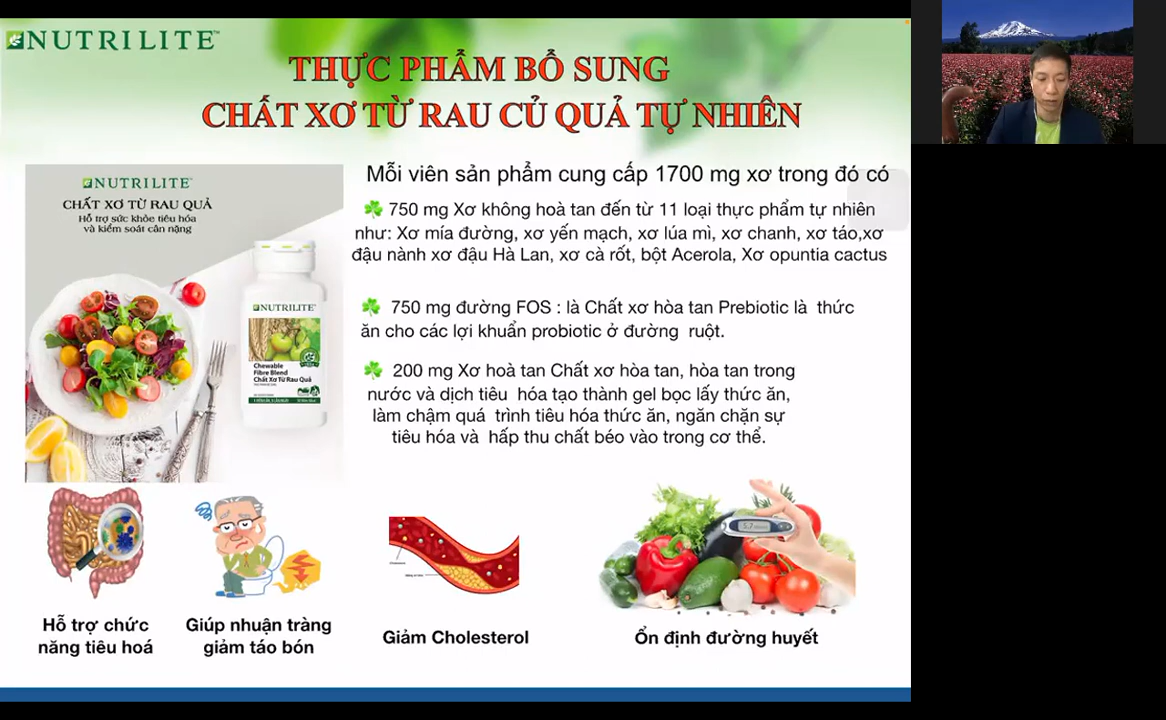 NUTRILITE™
THỰC PHẨM BỔ SUNG
CHẤT XƠ TỪ RAU CỦ QUẢ TỰ NHIÊN
NUTRILITE™
CHẤT XƠ TỪ RAU QUẢ
Hỗ trợ sức khỏe tiêu hóa
và kiểm soát cân nặng
NUTRILITE™
Chewable
Fibre Blend
Chất Xơ Từ Rau Quả
Mỗi viên sản phẩm cung cấp 1700 mg xơ trong đó có
750 mg Xơ không hoà tan đến từ 11 loại thực phẩm tự nhiên
như: Xơ mía đường, xơ yến mạch, xơ lúa mì, xơ chanh, xơ táo,xơ
đậu nành xơ đậu Hà Lan, xơ cà rốt, bột Acerola, Xơ opuntia cactus
750 mg đường FOS : là Chất xơ hòa tan Prebiotic là thức
ăn cho các lợi khuẩn probiotic ở đường ruột.
200 mg Xơ hoà tan Chất xơ hòa tan, hòa tan trong
nước và dịch tiêu hóa tạo thành gel bọc lấy thức ăn,
làm chậm quá trình tiêu hóa thức ăn, ngăn chặn sự
tiêu hóa và hấp thu chất béo vào trong cơ thể.
Hỗ trợ chức
năng tiêu hoá
Giúp nhuận tràng
giảm táo bón
Giảm Cholesterol
Ổn định đường huyết